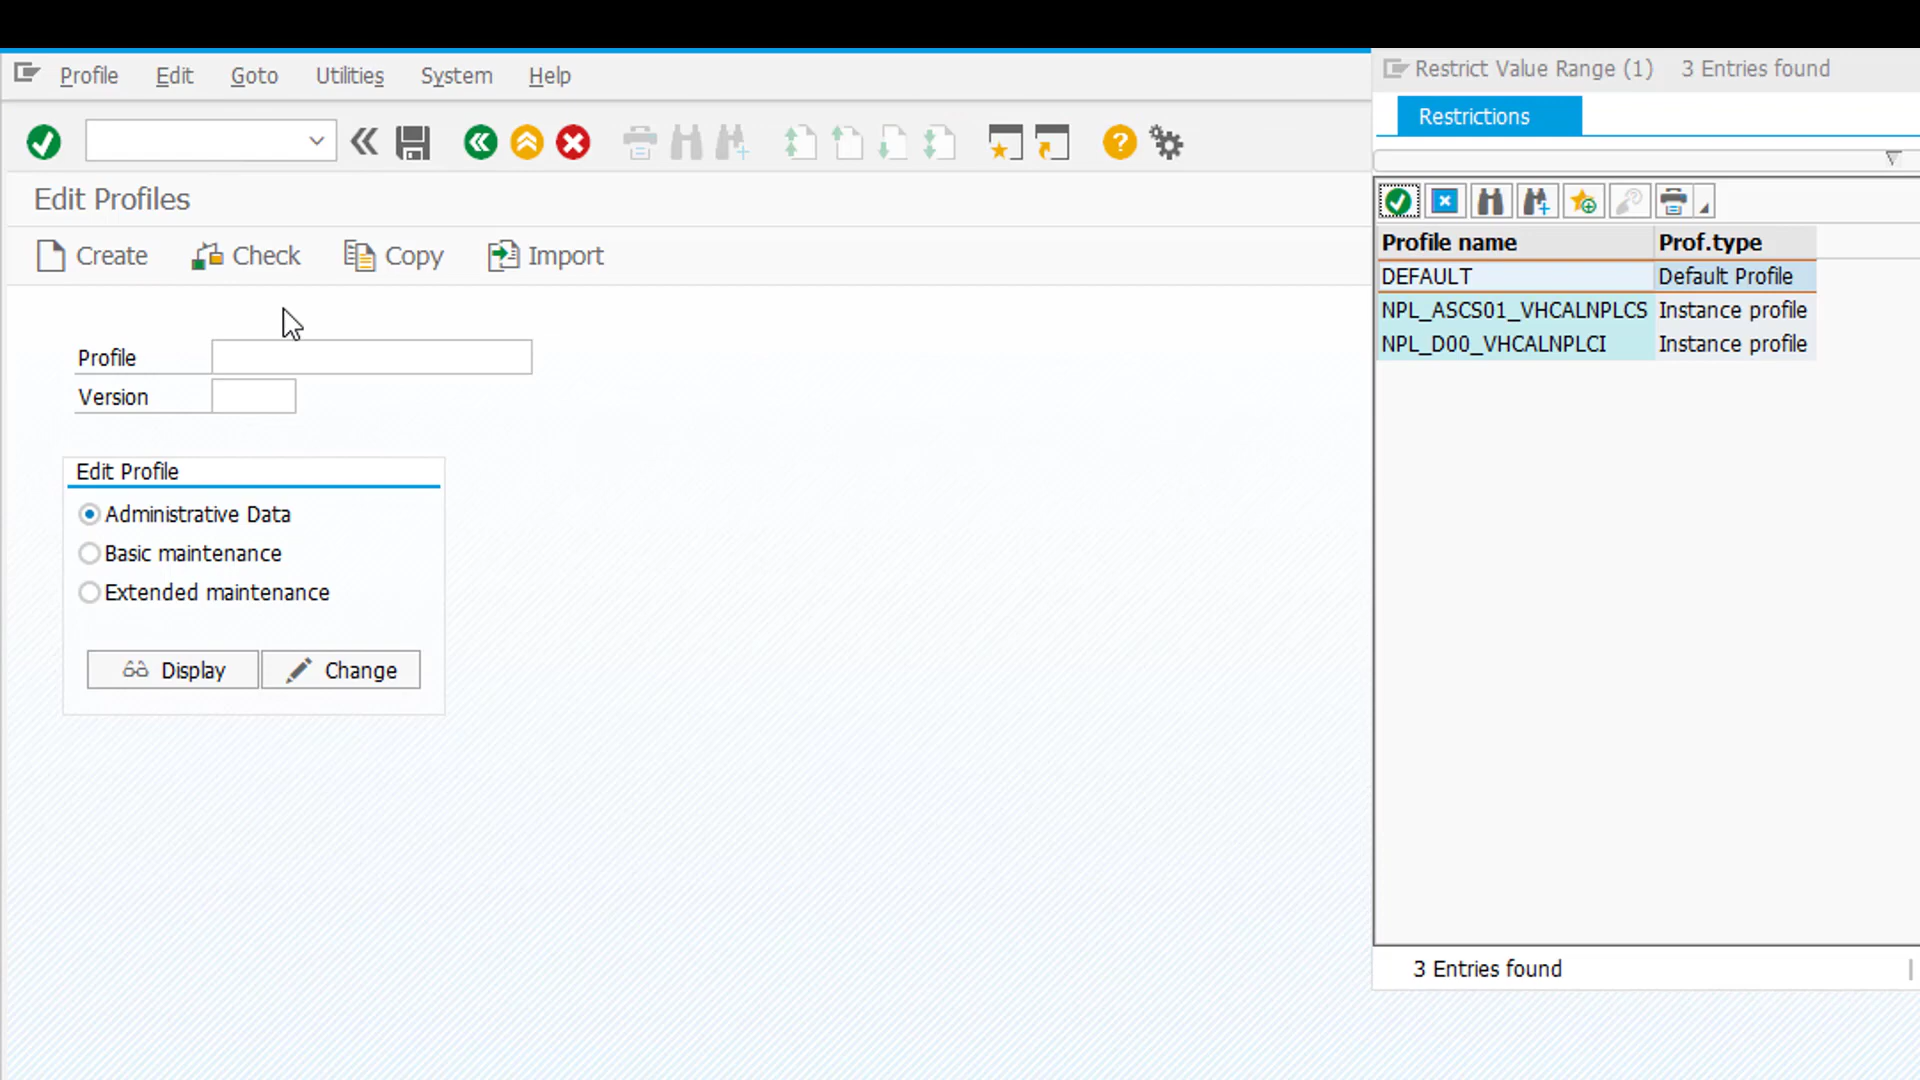 Profile Edit Goto Utilities System Help
Edit Profiles
Create Check Copy Import
Profile
Version
Edit Profile
Administrative Data
Basic maintenance
Extended maintenance
Display Change
Restrict Value Range (1) 3 Entries found
Restrictions
Profile name Prof.type
DEFAULT Default Profile
NPL_ASCS01_VHCALNPLCS Instance profile
NPL_D00_VHCALNPLCI Instance profile
3 Entries found